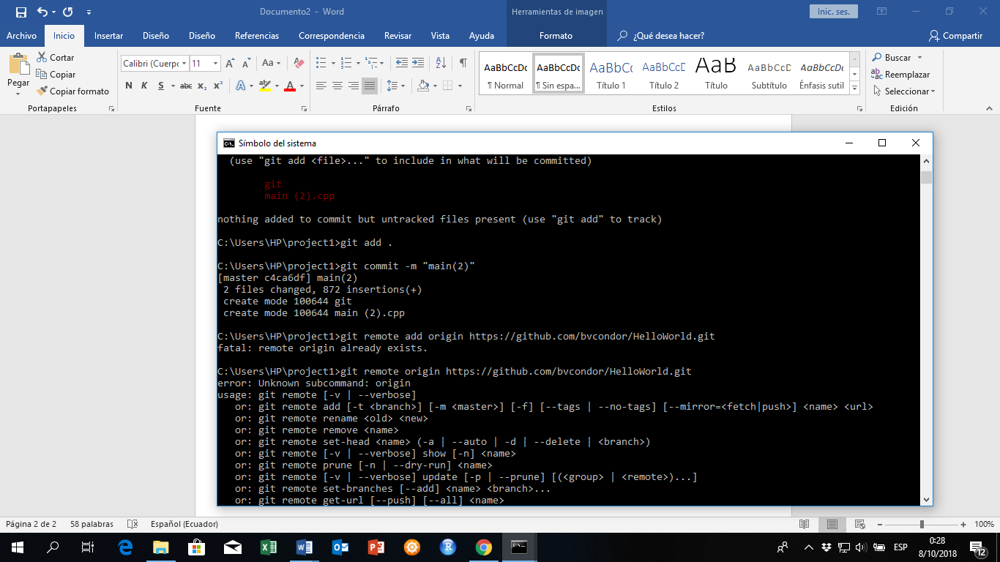 Documento2 - Word
Herramientas de imagen
Inic. ses.
Archivo Inicio Insertar Diseño Diseño Referencias Correspondencia Revisar Vista Ayuda Formato ¿Qué desea hacer? Compartir
Pegar
Cortar
Copiar
Copiar formato
Portapapeles
Calibri (Cuerpo 11
A A Aa A
N K S abc x₂ x² A aby A
Fuente
Párrafo
AaBbCcDc AaBbCcDc AaBbCc AaBbCcD AaB AaBbCcD AaBbCcDc
¶ Normal ¶ Sin espa... Título 1 Título 2 Título Subtítulo Énfasis sutil
Estilos
Buscar
Reemplazar
Seleccionar
Edición
Símbolo del sistema
(use "git add <file>..." to include in what will be committed)
git
main (2).cpp
nothing added to commit but untracked files present (use "git add" to track)
C:\Users\HP\project1>git add .
C:\Users\HP\project1>git commit -m "main(2)"
[master c4ca6df] main(2)
2 files changed, 872 insertions(+)
create mode 100644 git
create mode 100644 main (2).cpp
C:\Users\HP\project1>git remote add origin https://github.com/bvcondor/HelloWorld.git
fatal: remote origin already exists.
C:\Users\HP\project1>git remote origin https://github.com/bvcondor/HelloWorld.git
error: Unknown subcommand: origin
usage: git remote [-v | --verbose]
or: git remote add [-t <branch>] [-m <master>] [-f] [--tags | --no-tags] [--mirror=<fetch|push>] <name> <url>
or: git remote rename <old> <new>
or: git remote remove <name>
or: git remote set-head <name> (-a | --auto | -d | --delete | <branch>)
or: git remote [-v | --verbose] show [-n] <name>
or: git remote prune [-n | --dry-run] <name>
or: git remote [-v | --verbose] update [-p | --prune] [(<group> | <remote>)...]
or: git remote set-branches [--add] <name> <branch>...
or: git remote get-url [--push] [--all] <name>
Página 2 de 2 58 palabras Español (Ecuador)
100%
ESP
0:28
8/10/2018
12